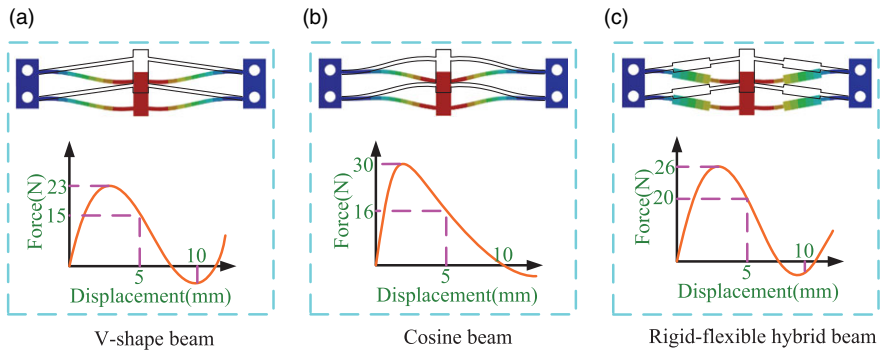 (a)
Force(N)
23
15
5
10
Displacement(mm)
V-shape beam
(b)
Force(N)
30
16
5
10
Displacement(mm)
Cosine beam
(c)
Force(N)
26
20
5
10
Displacement(mm)
Rigid-flexible hybrid beam